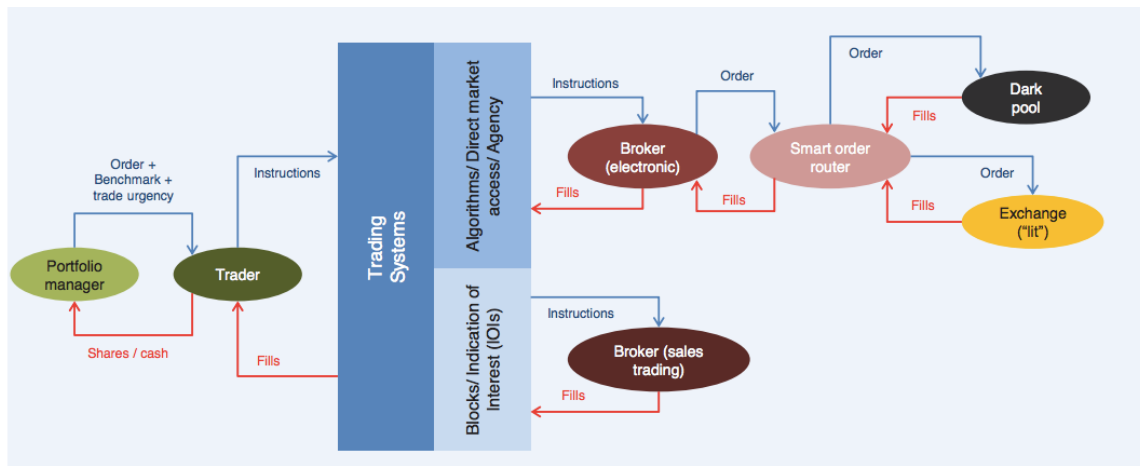 Order +
Benchmark +
trade urgency
Portfolio
manager
Shares / cash
Instructions
Trader
Fills
Trading
Systems
Algorithms/ Direct market
access/ Agency
Blocks/ Indication of
Interest (IOIs)
Instructions
Broker
(electronic)
Fills
Order
Fills
Smart order
router
Order
Dark
pool
Fills
Order
Fills
Exchange
(“lit”)
Instructions
Broker (sales
trading)
Fills